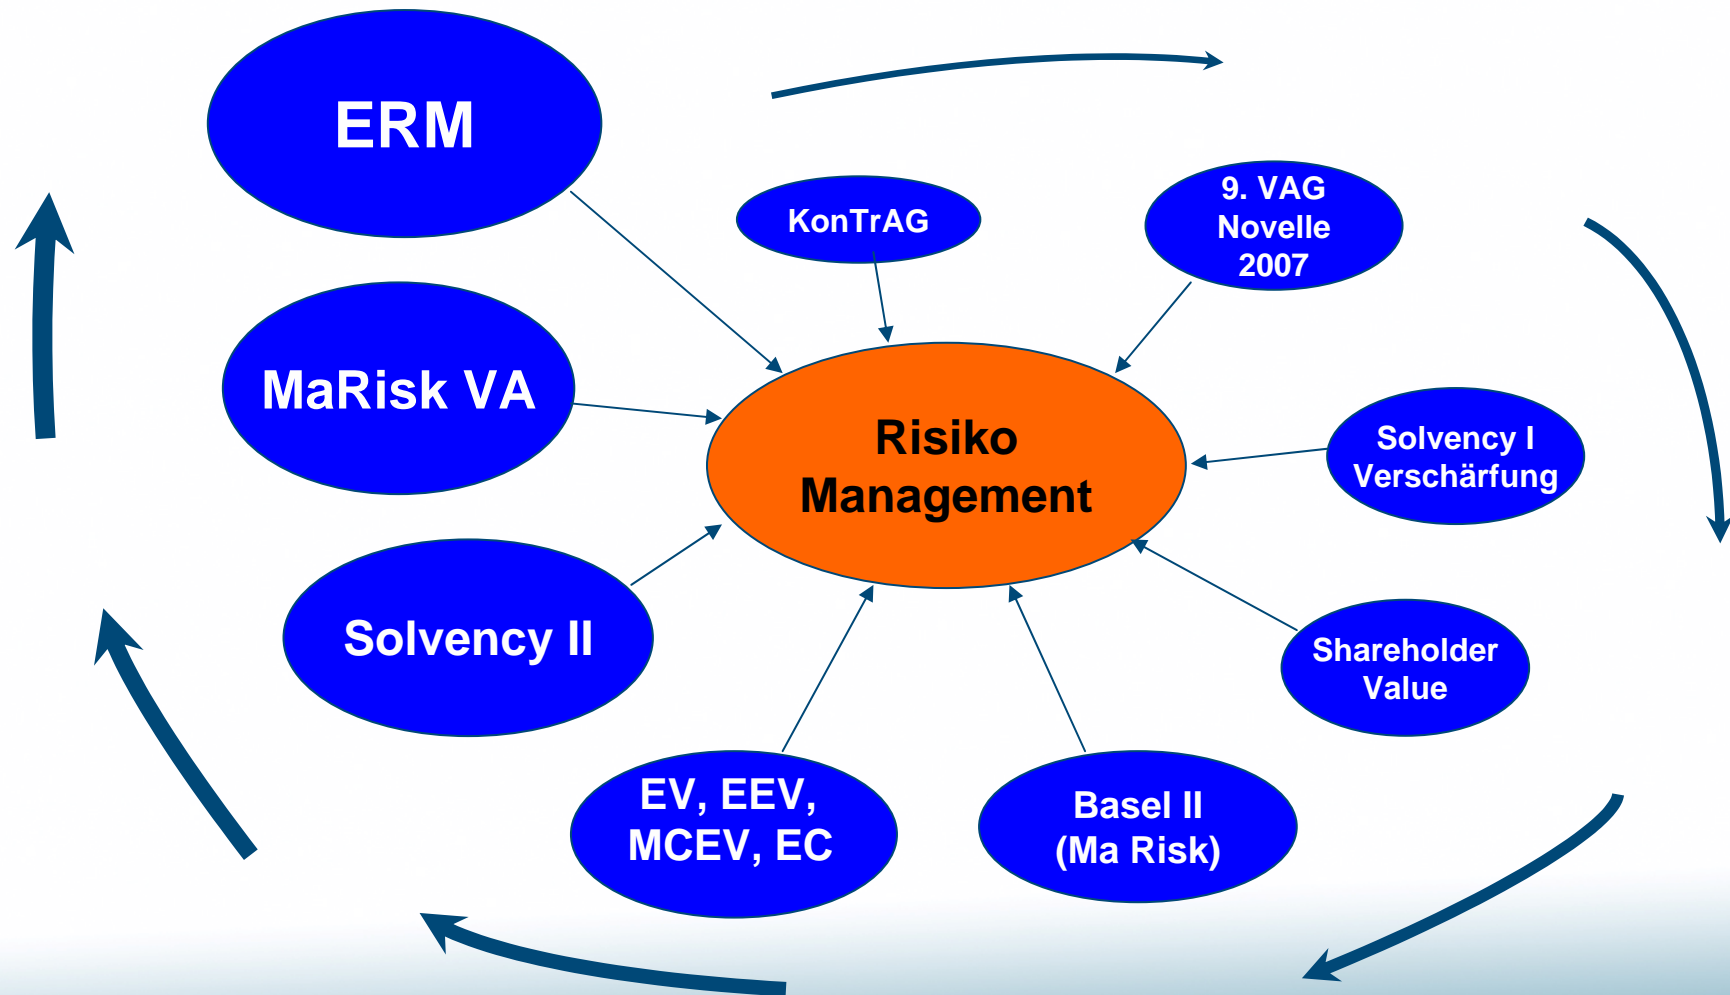 ERM
KonTrAG
9. VAG
Novelle
2007
MaRisk VA
Risiko
Management
Solvency I
Verschärfung
Solvency II
Shareholder
Value
EV, EEV,
MCEV, EC
Basel II
(Ma Risk)